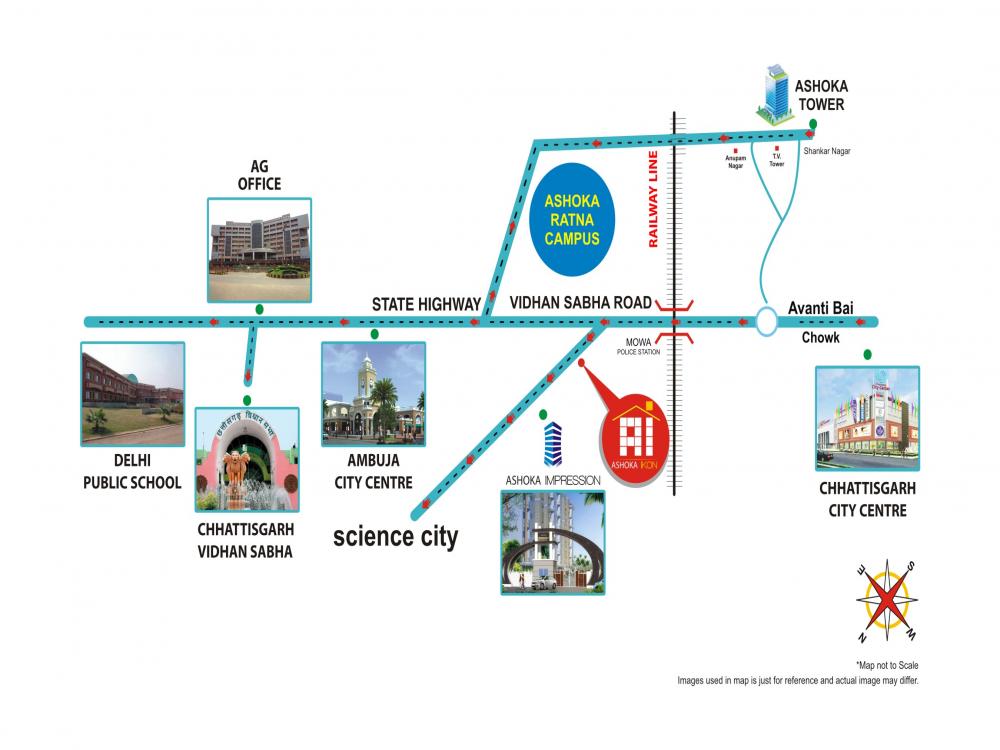 ASHOKA
TOWER
Shankar Nagar
Anupam
Nagar
T.V.
Tower
RAILWAY LINE
ASHOKA
RATNA
CAMPUS
AG
OFFICE
STATE HIGHWAY
VIDHAN SABHA ROAD
Avanti Bai
Chowk
MOWA
POLICE STATION
DELHI
PUBLIC SCHOOL
छत्तीसगढ़ विधान सभा
CHHATTISGARH
VIDHAN SABHA
AMBUJA
CITY CENTRE
science city
ASHOKA IMPRESSION
ASHOKA IKON
CHHATTISGARH
CITY CENTRE
E
S
N
W
*Map not to Scale
Images used in map is just for reference and actual image may differ.